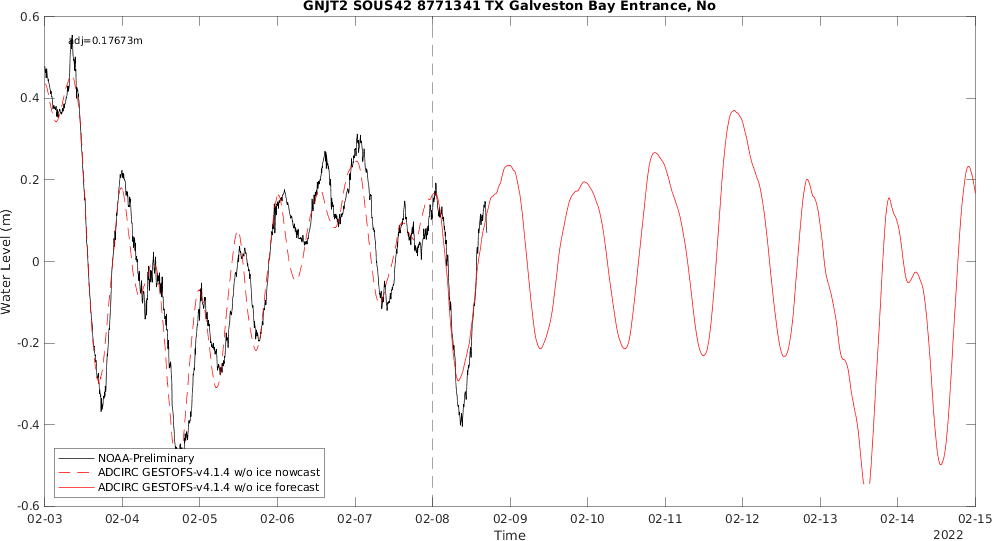 GNJT2 SOUS42 8771341 TX Galveston Bay Entrance, No
adj=0.17673m
Water Level (m)
0.6
0.4
0.2
0
-0.2
-0.4
-0.6
NOAA-Preliminary
ADCIRC GESTOFS-v4.1.4 w/o ice nowcast
ADCIRC GESTOFS-v4.1.4 w/o ice forecast
02-03 02-04 02-05 02-06 02-07 02-08 02-09 02-10 02-11 02-12 02-13 02-14 02-15
Time
2022